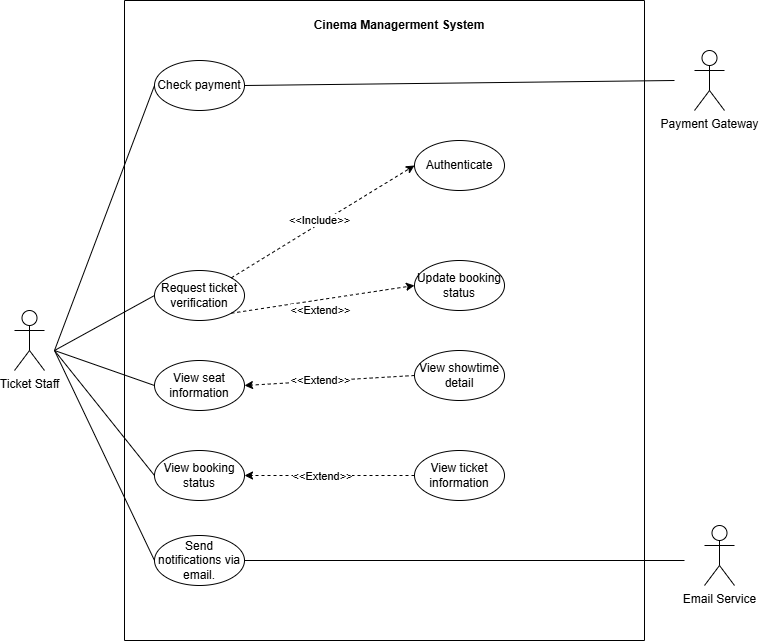 Cinema Managerment System
Check payment
Payment Gateway
Authenticate
<<Include>>
Request ticket
verification
Update booking
status
<<Extend>>
Ticket Staff
View seat
information
<<Extend>>
View showtime
detail
View booking
status
<<Extend>>
View ticket
information
Send
notifications via
email.
Email Service